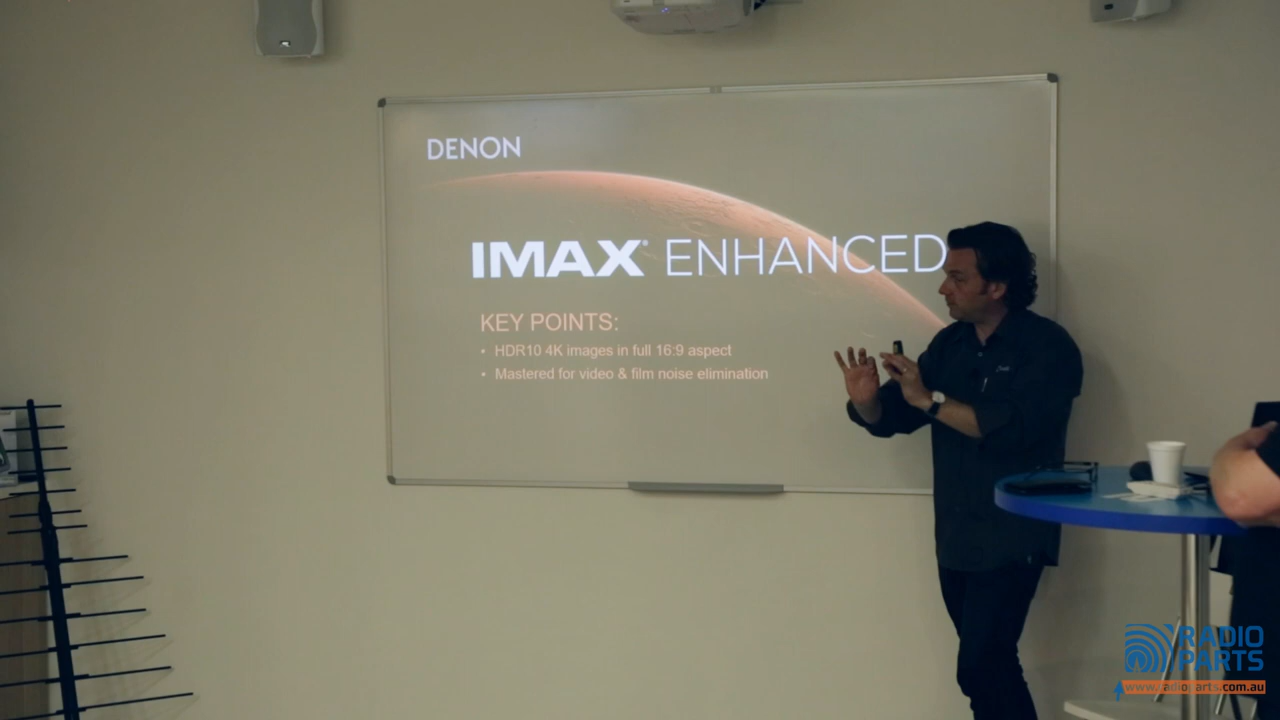 DENON
IMAX® ENHANCED
KEY POINTS:
• HDR10 4K images in full 16:9 aspect
• Mastered for video & film noise elimination
RADIO
PARTS
www.radioparts.com.au